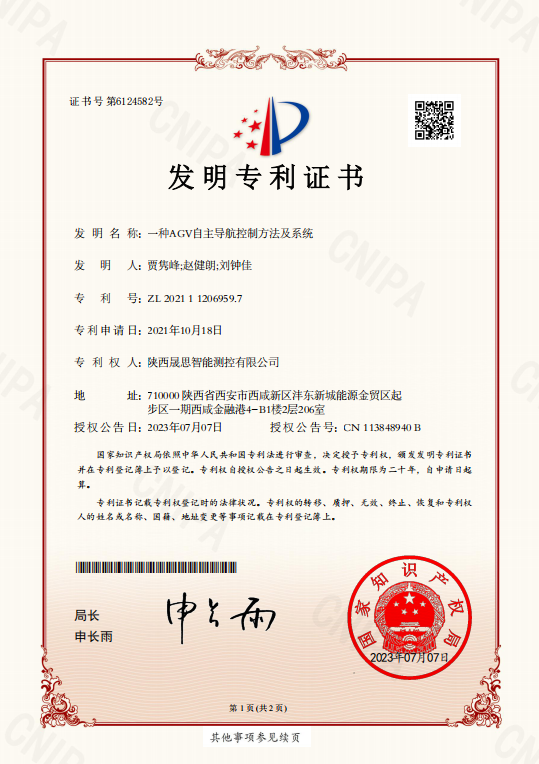 证书号第6124582号
发明专利证书
发明名称：一种AGV自主导航控制方法及系统
发明人：贾隽峰;赵健朗;刘钟佳
专利号：ZL 2021 1 1206959.7
专利申请日：2021年10月18日
专利权人：陕西晟思智能测控有限公司
地址：710000 陕西省西安市西咸新区沣东新城能源金贸区起
步区一期西咸金融港4-B1楼2层206室
授权公告日：2023年07月07日 授权公告号：CN 113848940 B
国家知识产权局依照中华人民共和国专利法进行审查，决定授予专利权，颁发发明专利证书
并在专利登记簿上予以登记。专利权自授权公告之日起生效。专利权期限为二十年，自申请日起
算。
专利证书记载专利权登记时的法律状况。专利权的转移、质押、无效、终止、恢复和专利权
人的姓名或名称、国籍、地址变更等事项记载在专利登记簿上。
局长
申长雨
申长雨
国家知识产权局
2023年07月07日
第1页(共2页)
其他事项参见续页
CNIPA
CNIPA
CNIPA
CNIPA
CNIPA
CNIPA
CNIPA
CNIPA
CNIPA
CNIPA